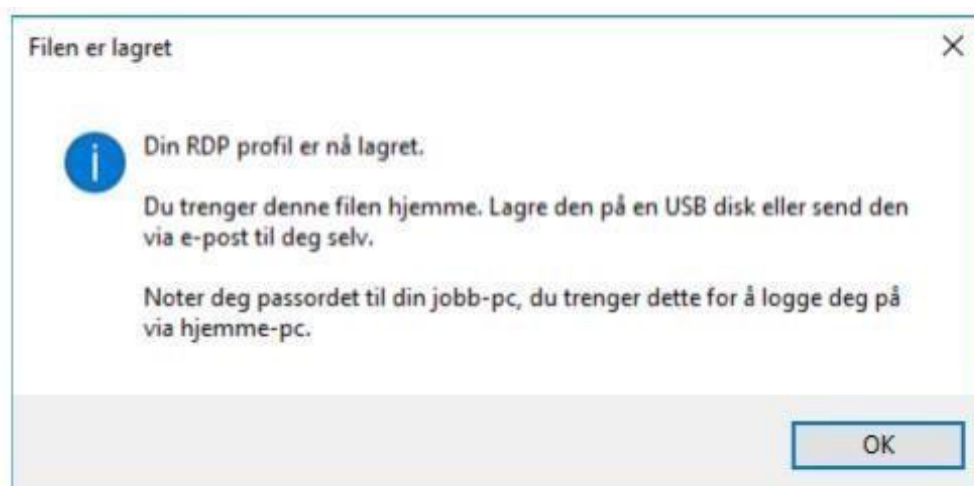 Filen er lagret
Din RDP profil er nå lagret.
Du trenger denne filen hjemme. Lagre den på en USB disk eller send den
via e-post til deg selv.
Noter deg passordet til din jobb-pc, du trenger dette for å logge deg på
via hjemme-pc.
OK